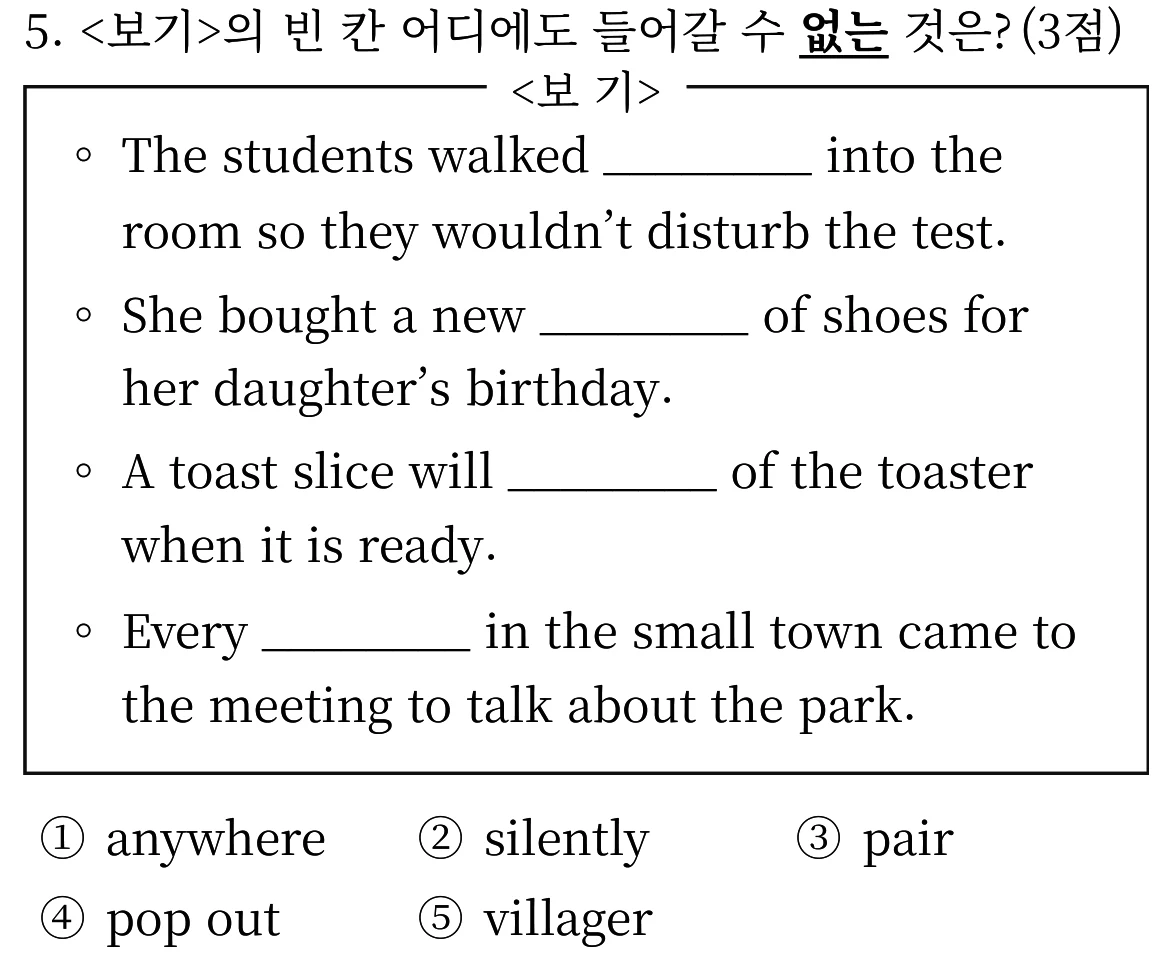 5. <보기>의 빈 칸 어디에도 들어갈 수 없는 것은? (3점)
<보 기>
◦ The students walked ________ into the
room so they wouldn’t disturb the test.
◦ She bought a new ________ of shoes for
her daughter’s birthday.
◦ A toast slice will ________ of the toaster
when it is ready.
◦ Every ________ in the small town came to
the meeting to talk about the park.
① anywhere ② silently ③ pair
④ pop out ⑤ villager